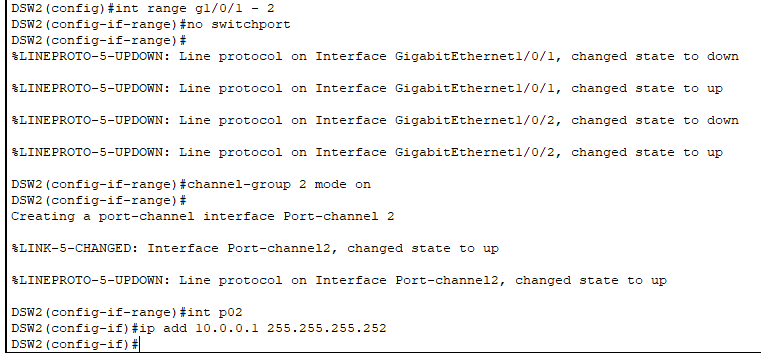 DSW2(config)#int range g1/0/1 - 2
DSW2(config-if-range)#no switchport
DSW2(config-if-range)#
%LINEPROTO-5-UPDOWN: Line protocol on Interface GigabitEthernet1/0/1, changed state to down
%LINEPROTO-5-UPDOWN: Line protocol on Interface GigabitEthernet1/0/1, changed state to up
%LINEPROTO-5-UPDOWN: Line protocol on Interface GigabitEthernet1/0/2, changed state to down
%LINEPROTO-5-UPDOWN: Line protocol on Interface GigabitEthernet1/0/2, changed state to up
DSW2(config-if-range)#channel-group 2 mode on
DSW2(config-if-range)#
Creating a port-channel interface Port-channel 2
%LINK-5-CHANGED: Interface Port-channel2, changed state to up
%LINEPROTO-5-UPDOWN: Line protocol on Interface Port-channel2, changed state to up
DSW2(config-if-range)#int p02
DSW2(config-if)#ip add 10.0.0.1 255.255.255.252
DSW2(config-if)#